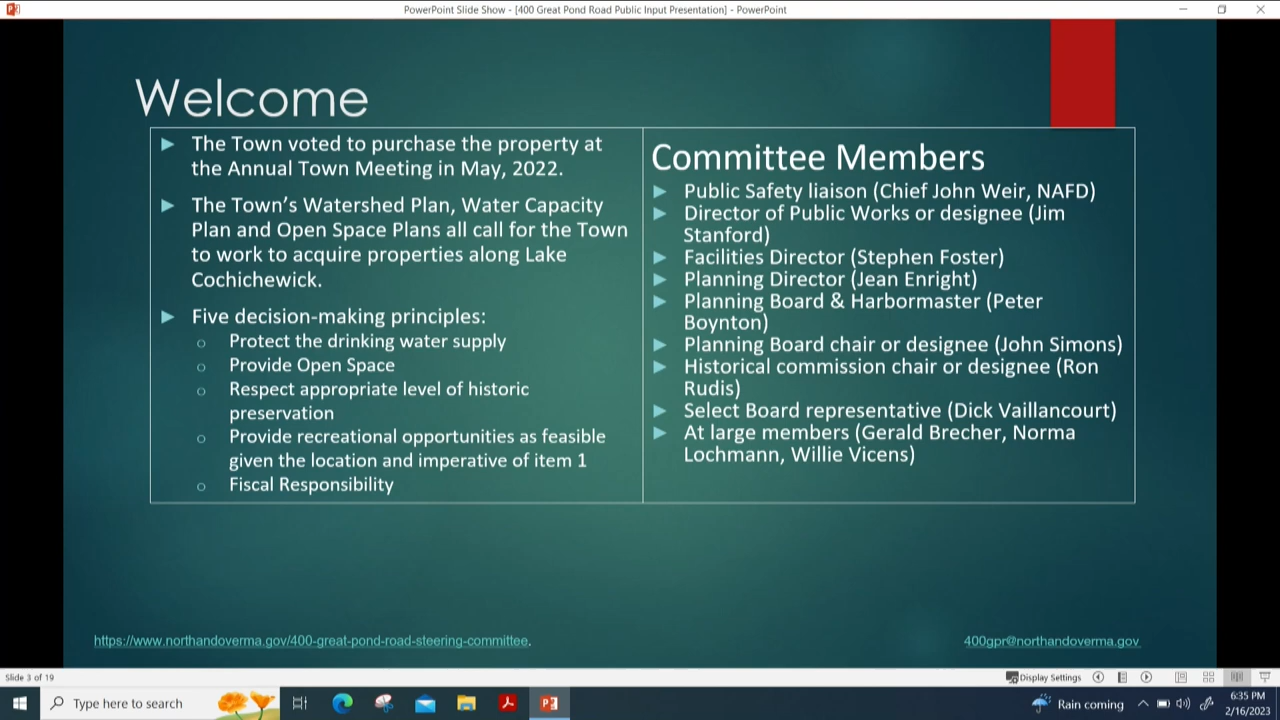 PowerPoint Slide Show - [400 Great Pond Road Public Input Presentation] - PowerPoint
Welcome
The Town voted to purchase the property at
the Annual Town Meeting in May, 2022.
The Town's Watershed Plan, Water Capacity
Plan and Open Space Plans all call for the Town
to work to acquire properties along Lake
Cochichewick.
Five decision-making principles:
Protect the drinking water supply
Provide Open Space
Respect appropriate level of historic
preservation
Provide recreational opportunities as feasible
given the location and imperative of item 1
Fiscal Responsibility
Committee Members
Public Safety liaison (Chief John Weir, NAFD)
Director of Public Works or designee (Jim
Stanford)
Facilities Director (Stephen Foster)
Planning Director (Jean Enright)
Planning Board & Harbormaster (Peter
Boynton)
Planning Board chair or designee (John Simons)
Historical commission chair or designee (Ron
Rudis)
Select Board representative (Dick Vaillancourt)
At large members (Gerald Brecher, Norma
Lochmann, Willie Vicens)
https://www.northandoverma.gov/400-great-pond-road-steering-committee.
400gpr@northandoverma.gov
Slide 3 of 19
Display Settings
Type here to search
Rain coming
6:35 PM
2/16/2023